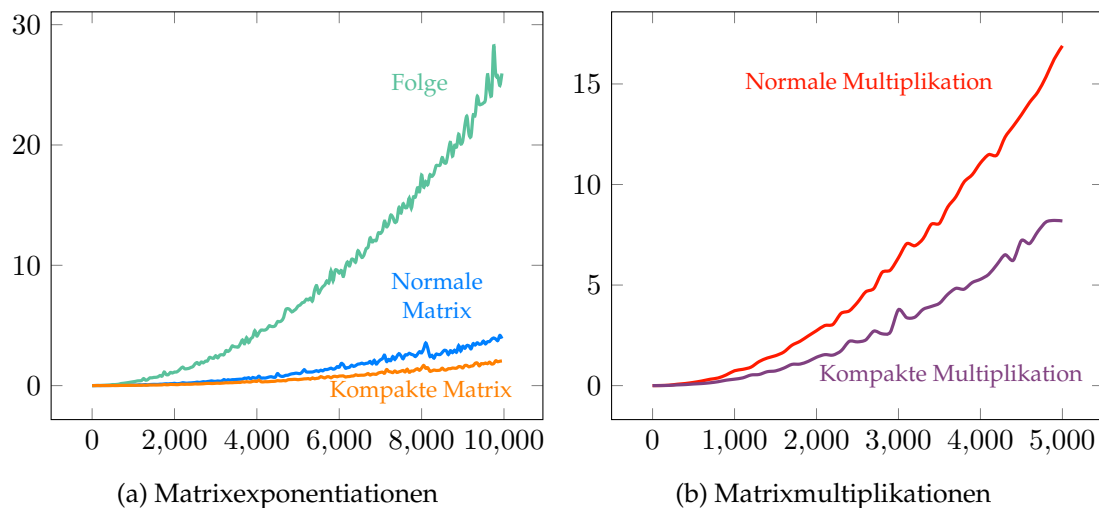 30
20
10
0
Folge
Normale
Matrix
Kompakte Matrix
0 2,000 4,000 6,000 8,000 10,000
(a) Matrixexponentiationen
15
10
5
0
Normale Multiplikation
Kompakte Multiplikation
0 1,000 2,000 3,000 4,000 5,000
(b) Matrixmultiplikationen